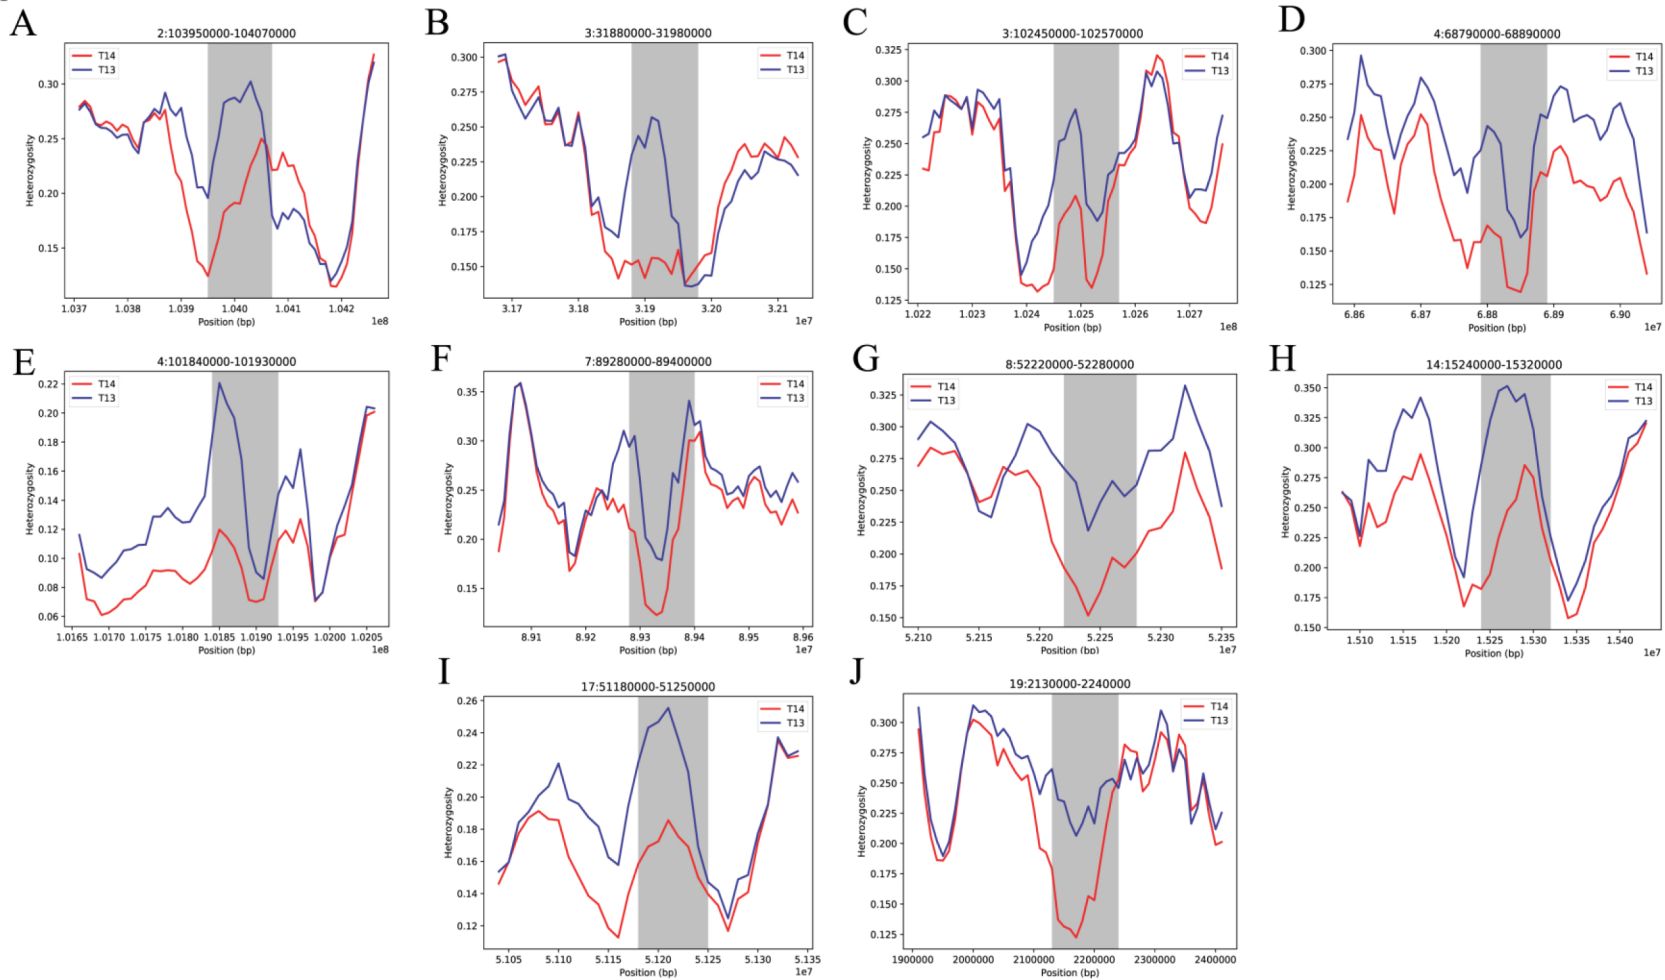 A
2:103950000-104070000
T14
T13
Heterozygosity
0.30
0.25
0.20
0.15
1.037 1.038 1.039 1.040 1.041 1.042
Position (bp)
1e8
B
3:31880000-31980000
T14
T13
Heterozygosity
0.300
0.275
0.250
0.225
0.200
0.175
0.150
3.17 3.18 3.19 3.20 3.21
Position (bp)
1e7
C
3:102450000-102570000
T14
T13
Heterozygosity
0.325
0.300
0.275
0.250
0.225
0.200
0.175
0.150
0.125
1.022 1.023 1.024 1.025 1.026 1.027
Position (bp)
1e8
D
4:68790000-68890000
T14
T13
Heterozygosity
0.300
0.275
0.250
0.225
0.200
0.175
0.150
0.125
6.86 6.87 6.88 6.89 6.90
Position (bp)
1e7
E
4:101840000-101930000
T14
T13
Heterozygosity
0.22
0.20
0.18
0.16
0.14
0.12
0.10
0.08
0.06
1.0165 1.0170 1.0175 1.0180 1.0185 1.0190 1.0195 1.0200 1.0205
Position (bp)
1e8
F
7:89280000-89400000
T14
T13
Heterozygosity
0.35
0.30
0.25
0.20
0.15
8.91 8.92 8.93 8.94 8.95 8.96
Position (bp)
1e7
G
8:52220000-52280000
T14
T13
Heterozygosity
0.325
0.300
0.275
0.250
0.225
0.200
0.175
0.150
5.210 5.215 5.220 5.225 5.230 5.235
Position (bp)
1e7
H
14:15240000-15320000
T14
T13
Heterozygosity
0.350
0.325
0.300
0.275
0.250
0.225
0.200
0.175
0.150
1.510 1.515 1.520 1.525 1.530 1.535 1.540
Position (bp)
1e7
I
17:51180000-51250000
T14
T13
Heterozygosity
0.26
0.24
0.22
0.20
0.18
0.16
0.14
0.12
5.105 5.110 5.115 5.120 5.125 5.130 5.135
Position (bp)
1e7
J
19:2130000-2240000
T14
T13
Heterozygosity
0.300
0.275
0.250
0.225
0.200
0.175
0.150
0.125
1900000 2000000 2100000 2200000 2300000 2400000
Position (bp)